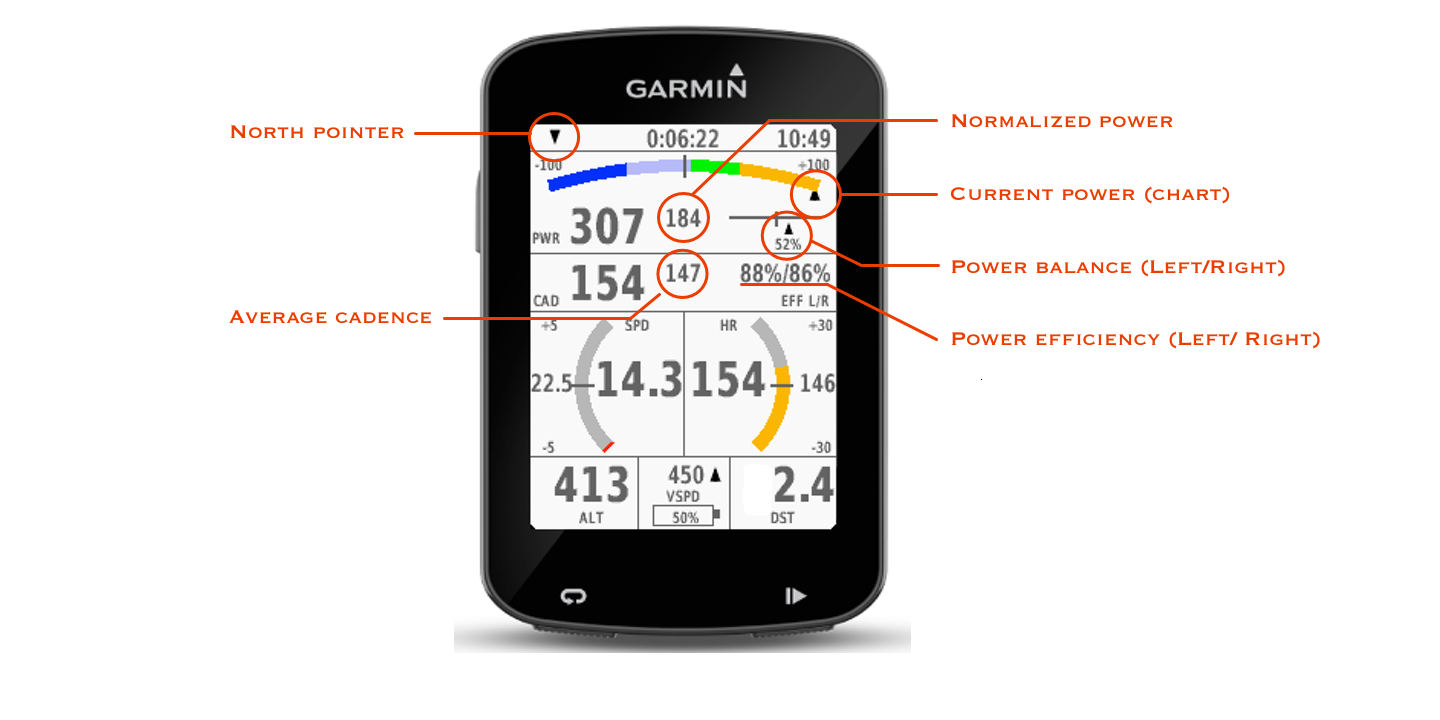 GARMIN
North pointer
0:06:22
10:49
Normalized power
-100
+100
Current power (chart)
PWR
307
184
52%
Power balance (Left/Right)
CAD
154
147
88%/86%
EFF L/R
Average cadence
Power efficiency (Left/ Right)
+5
SPD
HR
+30
22.5
14.3
154
146
-5
-30
413
450
2.4
VSPD
ALT
50%
DST